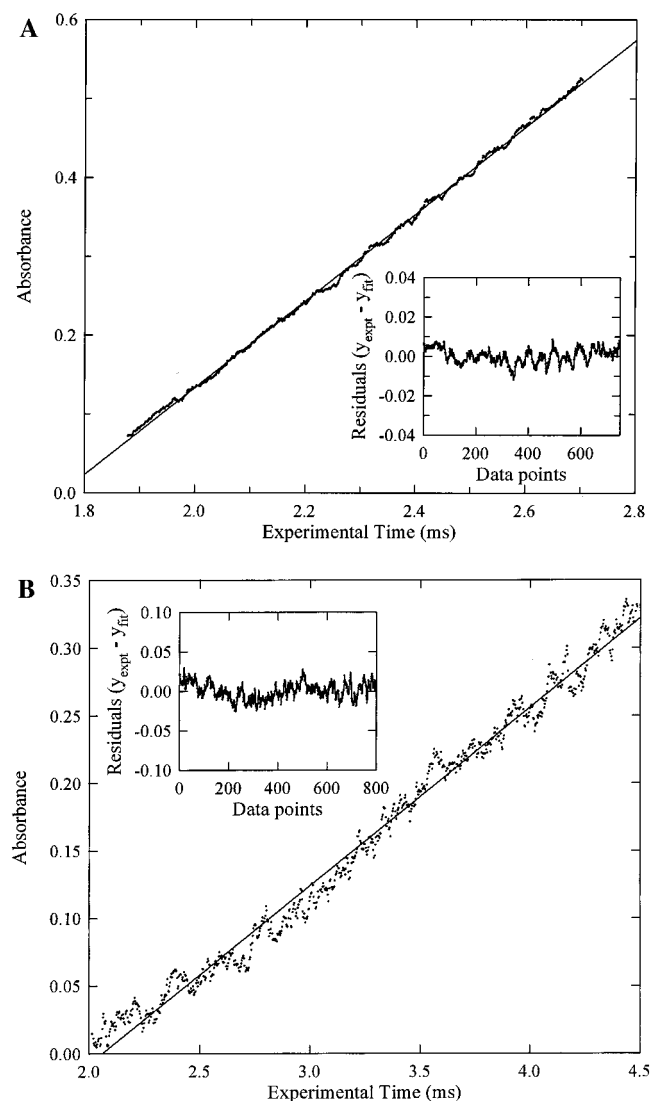 A
0.6
0.4
0.2
0.0
Absorbance
1.8 2.0 2.2 2.4 2.6 2.8
Experimental Time (ms)
0.04
0.02
0.00
-0.02
-0.04
Residuals (y_expt - y_fit)
0 200 400 600
Data points
B
0.35
0.30
0.25
0.20
0.15
0.10
0.05
0.00
Absorbance
2.0 2.5 3.0 3.5 4.0 4.5
Experimental Time (ms)
0.10
0.05
0.00
-0.05
-0.10
Residuals (y_expt - y_fit)
0 200 400 600 800
Data points